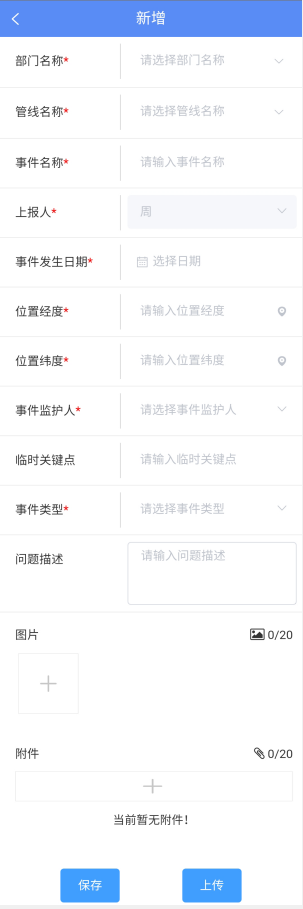 新增
部门名称* 请选择部门名称
管线名称* 请选择管线名称
事件名称* 请输入事件名称
上报人* 周
事件发生日期* 选择日期
位置经度* 请输入位置经度
位置纬度* 请输入位置纬度
事件监护人* 请选择事件监护人
临时关键点 请输入临时关键点
事件类型* 请选择事件类型
问题描述 请输入问题描述
图片 0/20
附件 0/20
当前暂无附件!
保存 上传